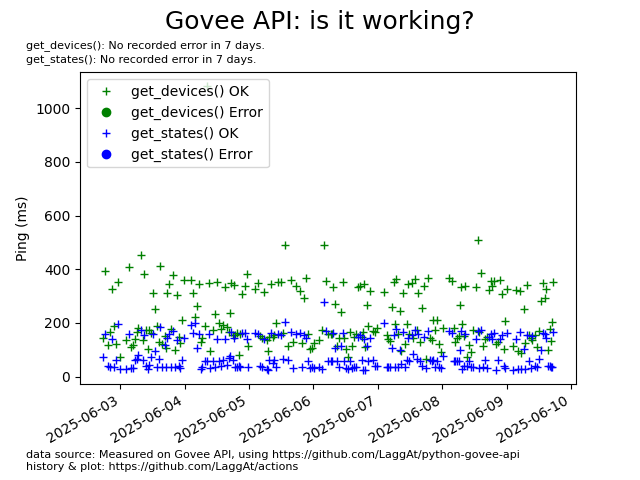 Govee API: is it working?
get_devices(): No recorded error in 7 days.
get_states(): No recorded error in 7 days.
get_devices() OK
get_devices() Error
get_states() OK
get_states() Error
Ping (ms)
1000
800
600
400
200
0
2025-06-03
2025-06-04
2025-06-05
2025-06-06
2025-06-07
2025-06-08
2025-06-09
2025-06-10
data source: Measured on Govee API, using https://github.com/LaggAt/python-govee-api
history & plot: https://github.com/LaggAt/actions